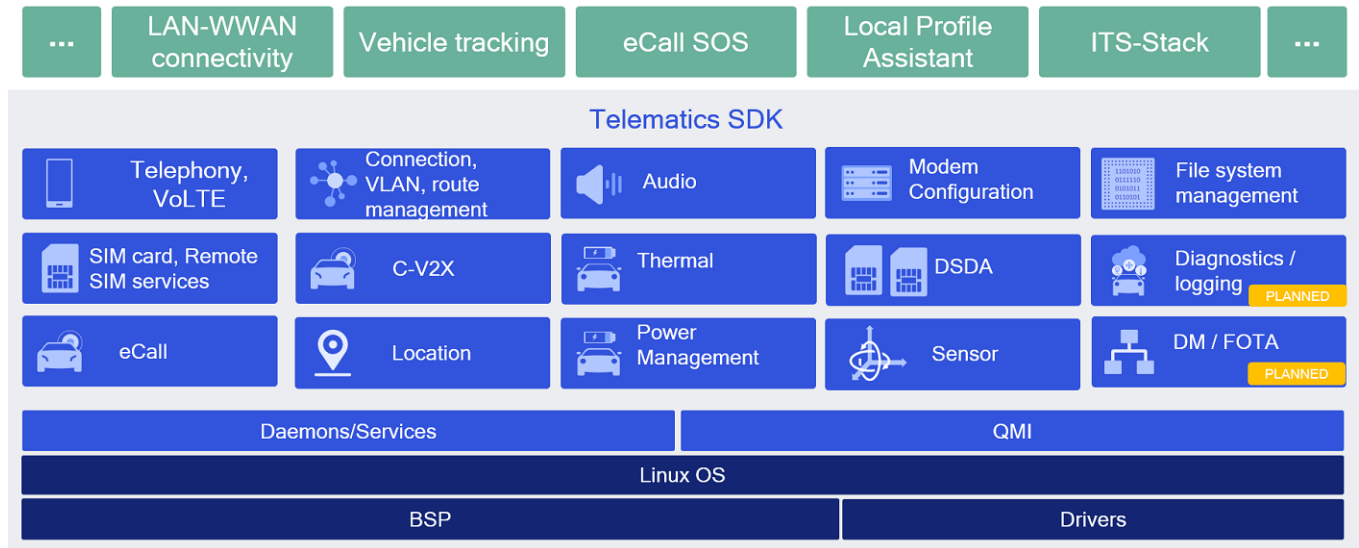 ...
LAN-WWAN
connectivity
Vehicle tracking
eCall SOS
Local Profile
Assistant
ITS-Stack
...
Telematics SDK
Telephony,
VoLTE
Connection,
VLAN, route
management
Audio
Modem
Configuration
1101010
0111110
0101011
0110101
File system
management
SIM card, Remote
SIM services
C-V2X
Thermal
DSDA
Diagnostics /
logging
PLANNED
eCall
Location
Power
Management
Sensor
DM / FOTA
PLANNED
Daemons/Services
QMI
Linux OS
BSP
Drivers